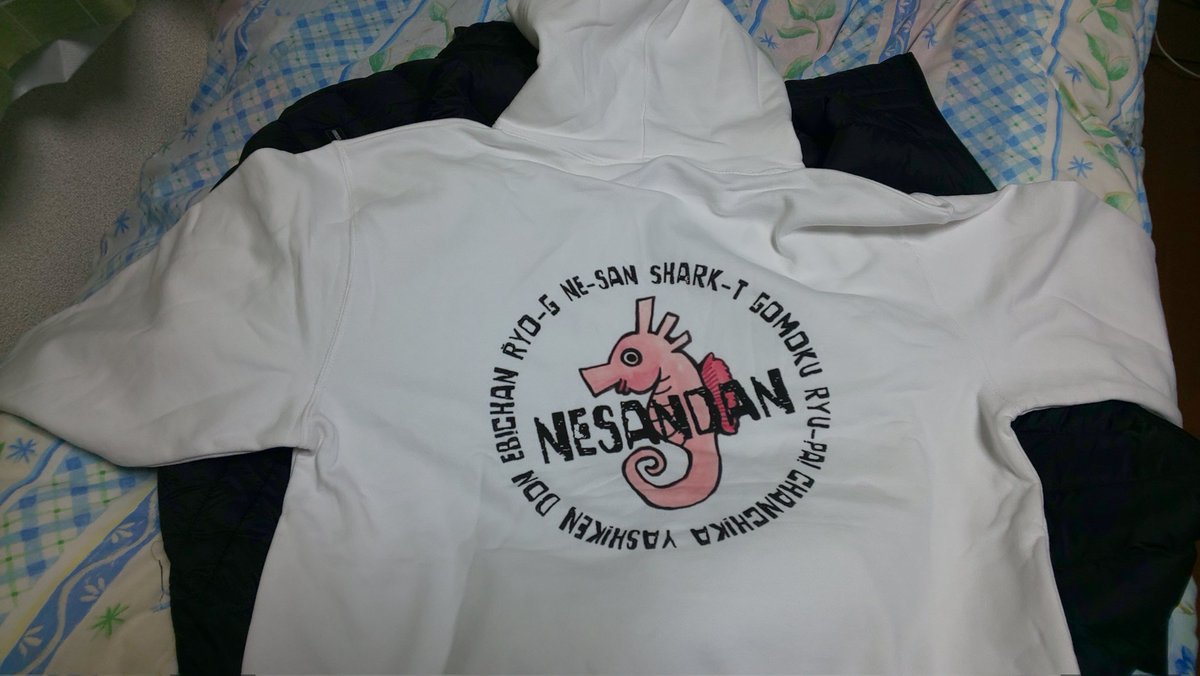 DON EBICHAN RYO-G NE-SAN SHARK-T GOMOKU RYU-PAI CHANCHIKA YASHIKEN
NESANDAN